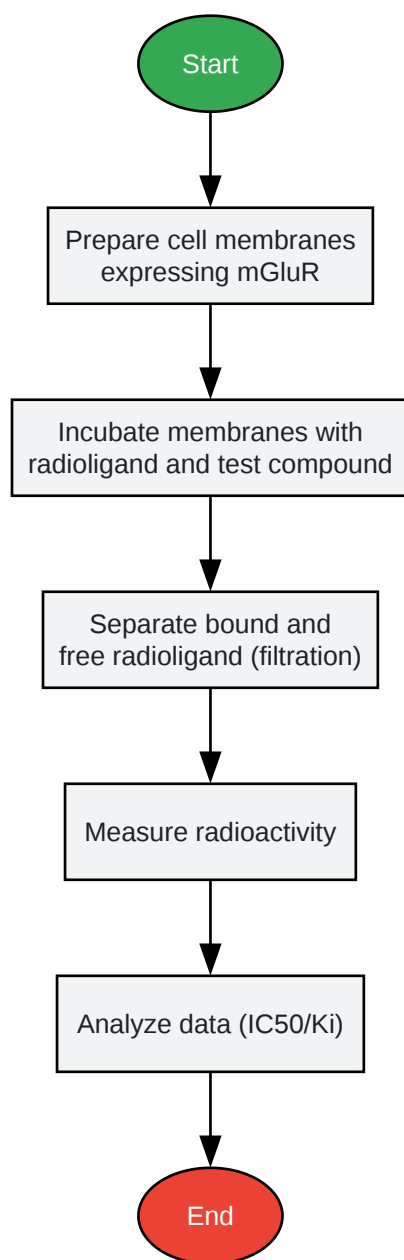 Start
Prepare cell membranes
expressing mGluR
Incubate membranes with
radioligand and test compound
Separate bound and
free radioligand (filtration)
Measure radioactivity
Analyze data (IC50/Ki)
End